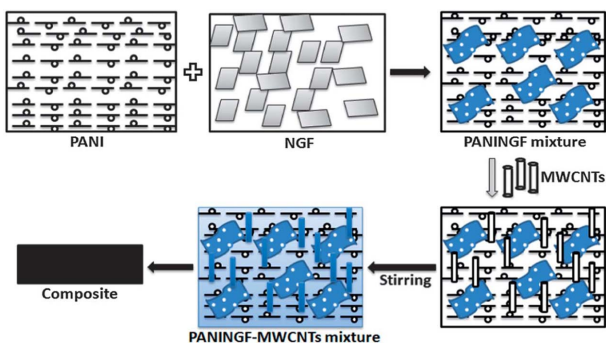 PANI
NGF
PANINGF mixture
MWCNTs
Stirring
Composite
PANINGF-MWCNTs mixture